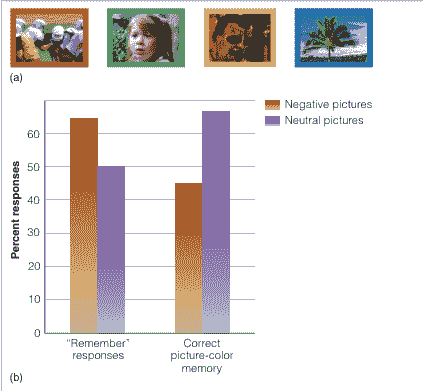 (a)
Negative pictures
Neutral pictures
Percent responses
60
50
40
30
20
10
0
"Remember"
responses
Correct
picture-color
memory
(b)